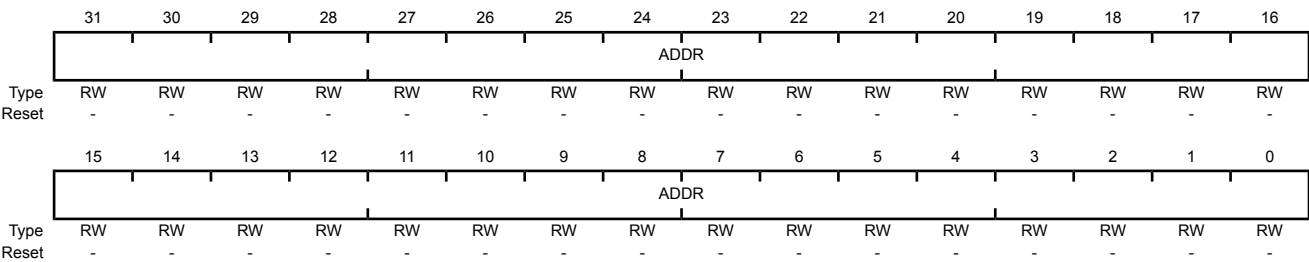 31 30 29 28 27 26 25 24 23 22 21 20 19 18 17 16
ADDR
Type RW RW RW RW RW RW RW RW RW RW RW RW RW RW RW RW
Reset - - - - - - - - - - - - - - - -
15 14 13 12 11 10 9 8 7 6 5 4 3 2 1 0
ADDR
Type RW RW RW RW RW RW RW RW RW RW RW RW RW RW RW RW
Reset - - - - - - - - - - - - - - - -